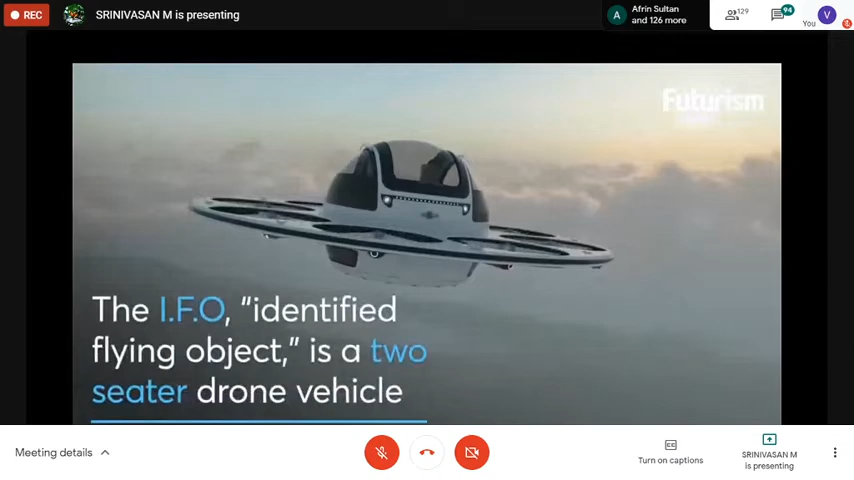 REC
SRINIVASAN M is presenting
A
Afrin Sultan
and 126 more
129
94
You
V
Futurism
The I.F.O, “identified
flying object,” is a two
seater drone vehicle
Meeting details
CC
Turn on captions
SRINIVASAN M
is presenting